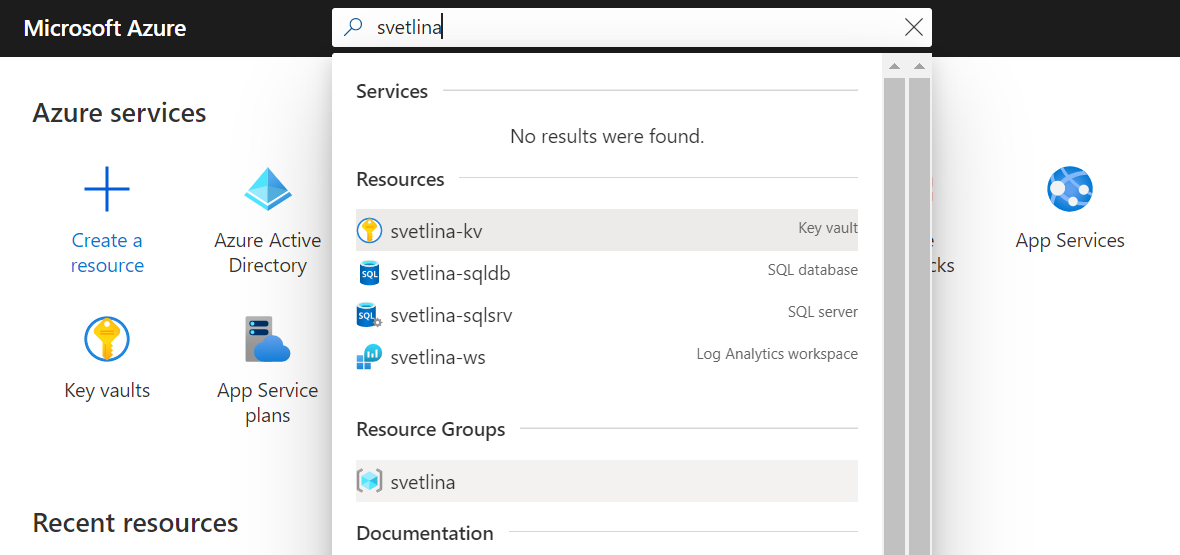 Microsoft Azure
svetlina
Azure services
Services
No results were found.
Resources
svetlina-kv Key vault
svetlina-sqldb SQL database
svetlina-sqlsrv SQL server
svetlina-ws Log Analytics workspace
Resource Groups
svetlina
Documentation
Create a
resource
Azure Active
Directory
App Services
Key vaults
App Service
plans
SQL
SQL
Recent resources